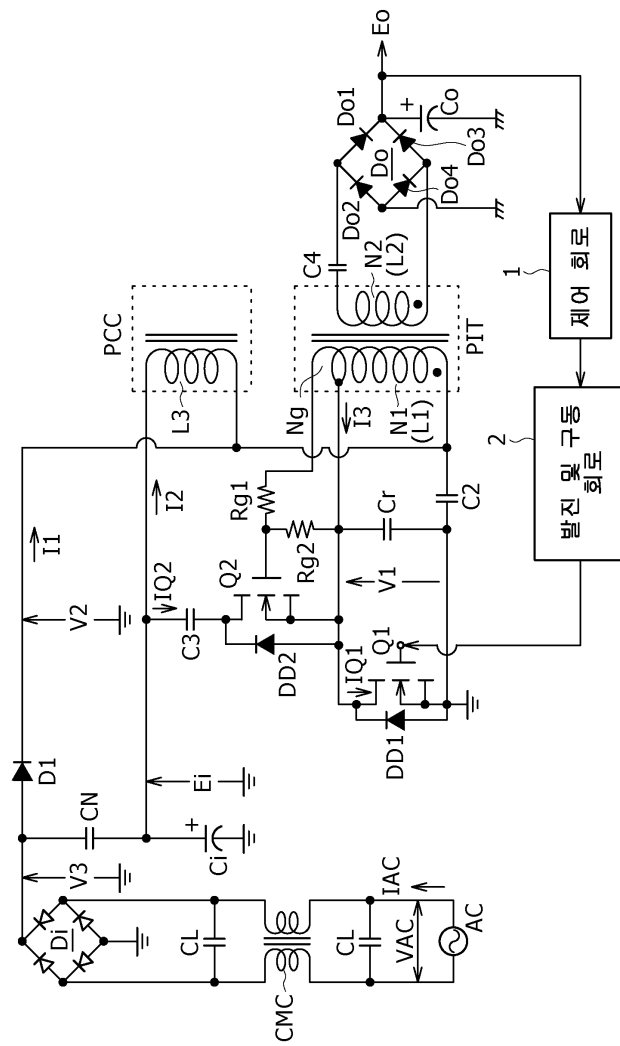 AC
VAC
IAC
CL
CMC
CL
Di
V3
CN
Ci
+
Ei
D1
V2
I1
I2
IQ2
C3
DD2
Q2
Rg1
Rg2
IQ1
Q1
DD1
V1
Cr
C2
PCC
L3
Ng
I3
N1
(L1)
PIT
N2
(L2)
C4
Do2
Do1
Do
Do4
Do3
+
Co
Eo
1
제어 회로
2
발진 및 구동
회로